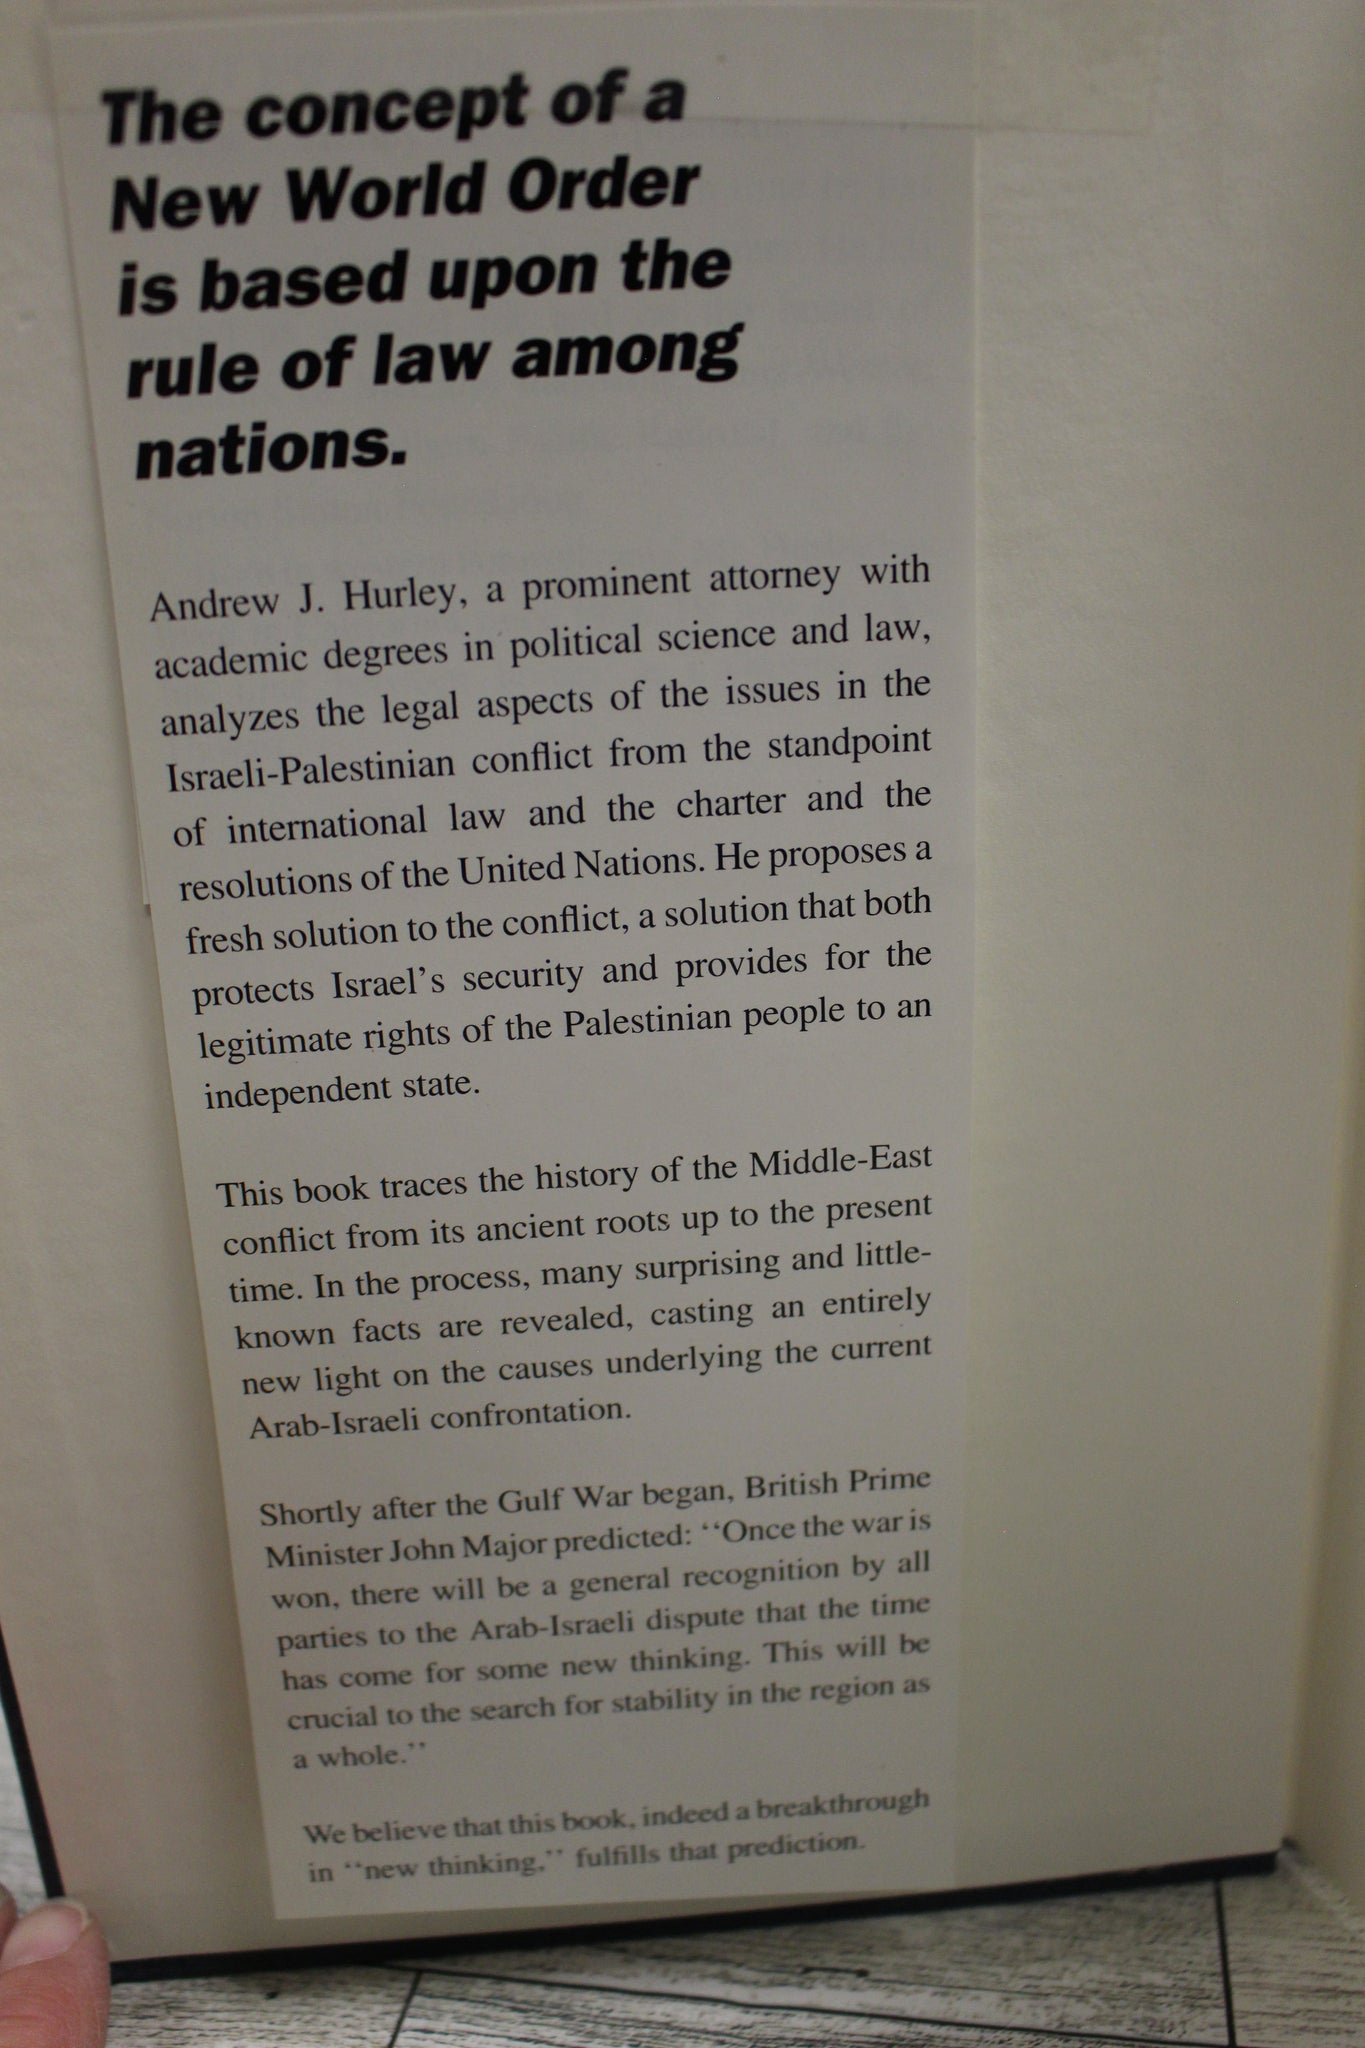 The concept of a
New World Order
is based upon the
rule of law among
nations.
Andrew J. Hurley, a prominent attorney with
academic degrees in political science and law,
analyzes the legal aspects of the issues in the
Israeli-Palestinian conflict from the standpoint
of international law and the charter and the
resolutions of the United Nations. He proposes a
fresh solution to the conflict, a solution that both
protects Israel's security and provides for the
legitimate rights of the Palestinian people to an
independent state.
This book traces the history of the Middle-East
conflict from its ancient roots up to the present
time. In the process, many surprising and little-
known facts are revealed, casting an entirely
new light on the causes underlying the current
Arab-Israeli confrontation.
Shortly after the Gulf War began, British Prime
Minister John Major predicted: ‘‘Once the war is
won, there will be a general recognition by all
parties to the Arab-Israeli dispute that the time
has come for some new thinking. This will be
crucial to the search for stability in the region as
a whole.’’
We believe that this book, indeed a breakthrough
in ‘‘new thinking,’’ fulfills that prediction.